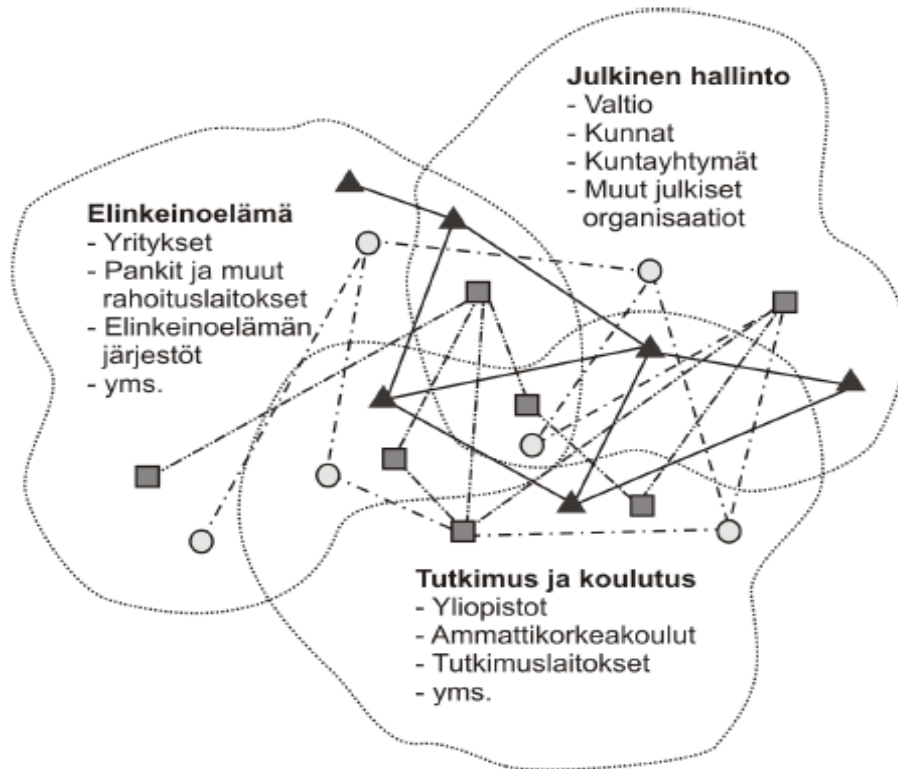 Julkinen hallinto
- Valtio
- Kunnat
- Kuntayhtymät
- Muut julkiset
organisaatiot
Elinkeinoelämä
- Yritykset
- Pankit ja muut
rahoituslaitokset
- Elinkeinoelämän
järjestöt
- yms.
Tutkimus ja koulutus
- Yliopistot
- Ammattikorkeakoulut
- Tutkimuslaitokset
- yms.